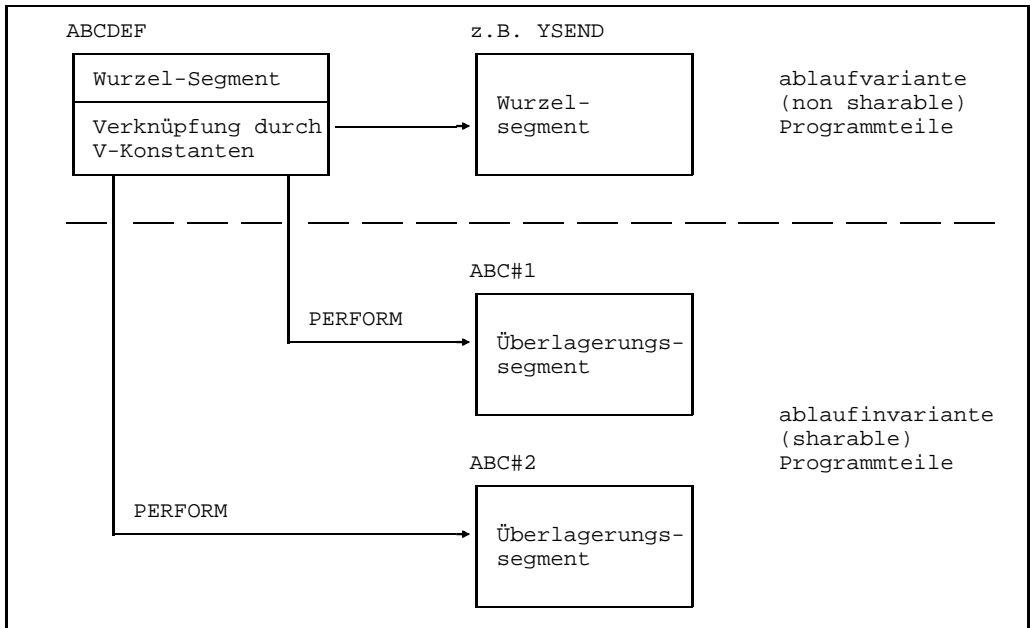 ABCDEF
z.B. YSEND
Wurzel-Segment
Verknüpfung durch
V-Konstanten
Wurzel-
segment
ablaufvariante
(non sharable)
Programmteile
ABC#1
PERFORM
Überlagerungs-
segment
ablaufinvariante
(sharable)
Programmteile
ABC#2
PERFORM
Überlagerungs-
segment